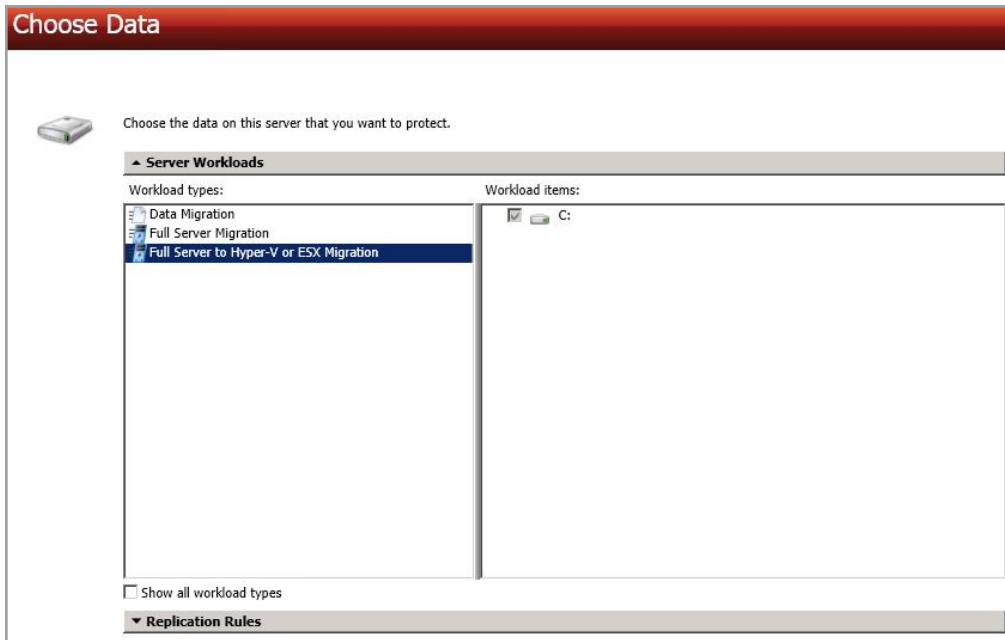 Choose Data
Choose the data on this server that you want to protect.
Server Workloads
Workload types:
Workload items:
Data Migration
Full Server Migration
Full Server to Hyper-V or ESX Migration
C:
Show all workload types
Replication Rules